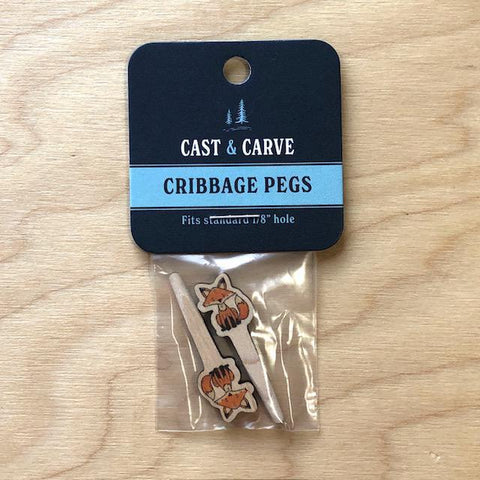 CAST & CARVE
CRIBBAGE PEGS
Fits standard 1/8" hole